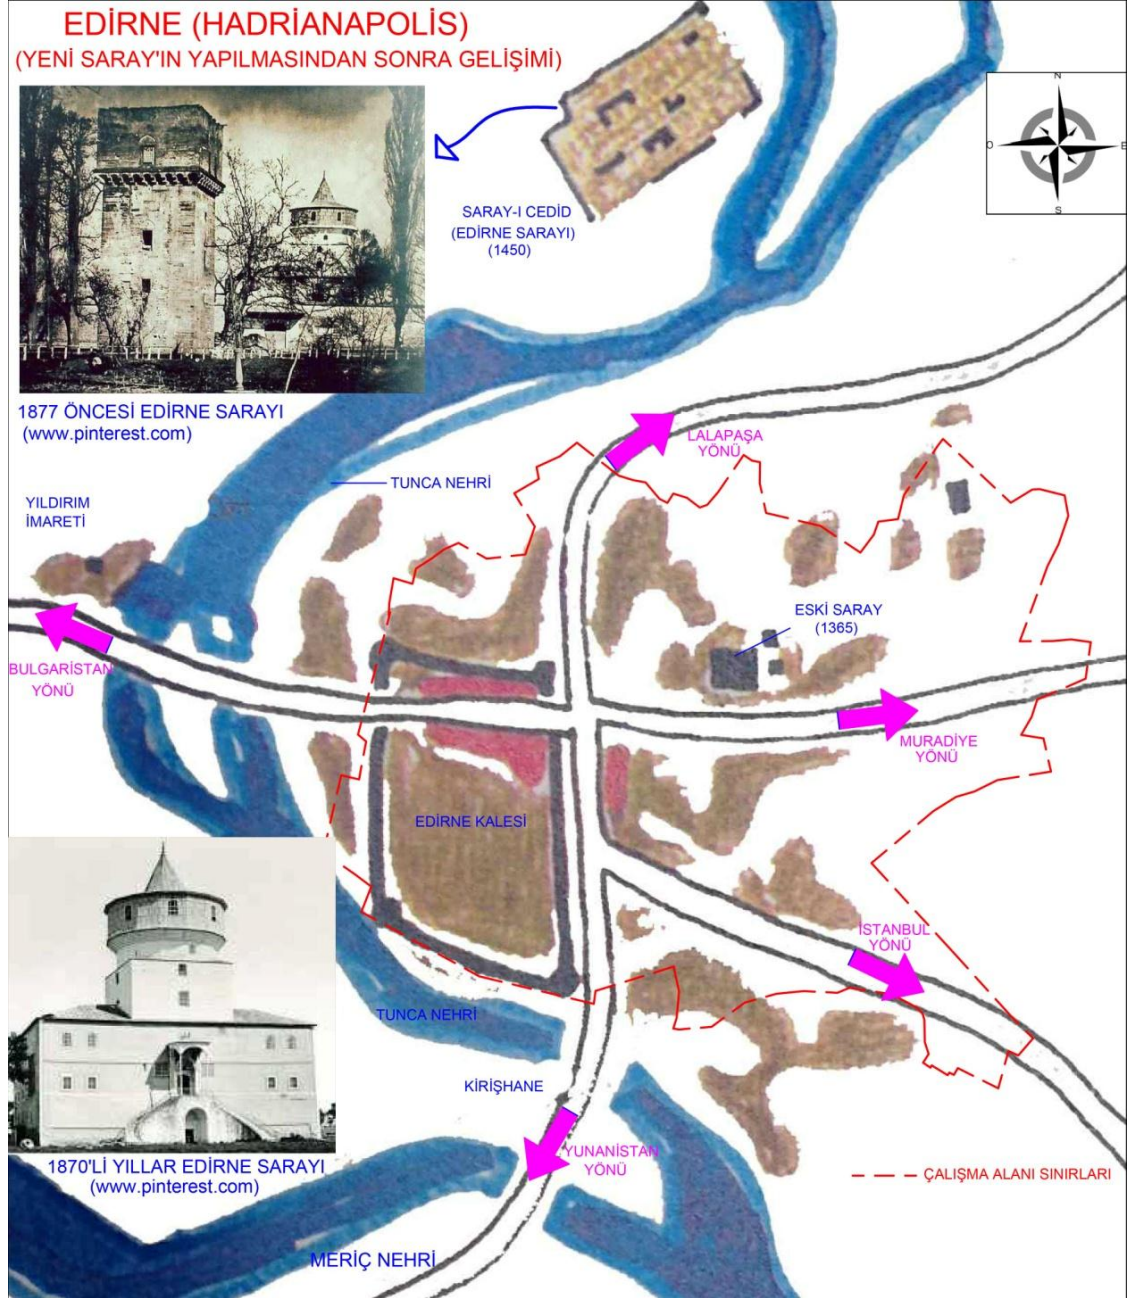 EDİRNE (HADRİANAPOLİS)
(YENİ SARAY'IN YAPILMASINDAN SONRA GELİŞİMİ)
N
O
E
S
SARAY-I CEDİD
(EDİRNE SARAYI)
(1450)
1877 ÖNCESİ EDİRNE SARAYI
(www.pinterest.com)
LALAPAŞA
YÖNÜ
TUNCA NEHRİ
YILDIRIM
İMARETİ
ESKİ SARAY
(1365)
BULGARİSTAN
YÖNÜ
MURADİYE
YÖNÜ
EDİRNE KALESİ
İSTANBUL
YÖNÜ
TUNCA NEHRİ
KİRİŞHANE
YUNANİSTAN
YÖNÜ
1870'Lİ YILLAR EDİRNE SARAYI
(www.pinterest.com)
ÇALIŞMA ALANI SINIRLARI
MERİÇ NEHRİ